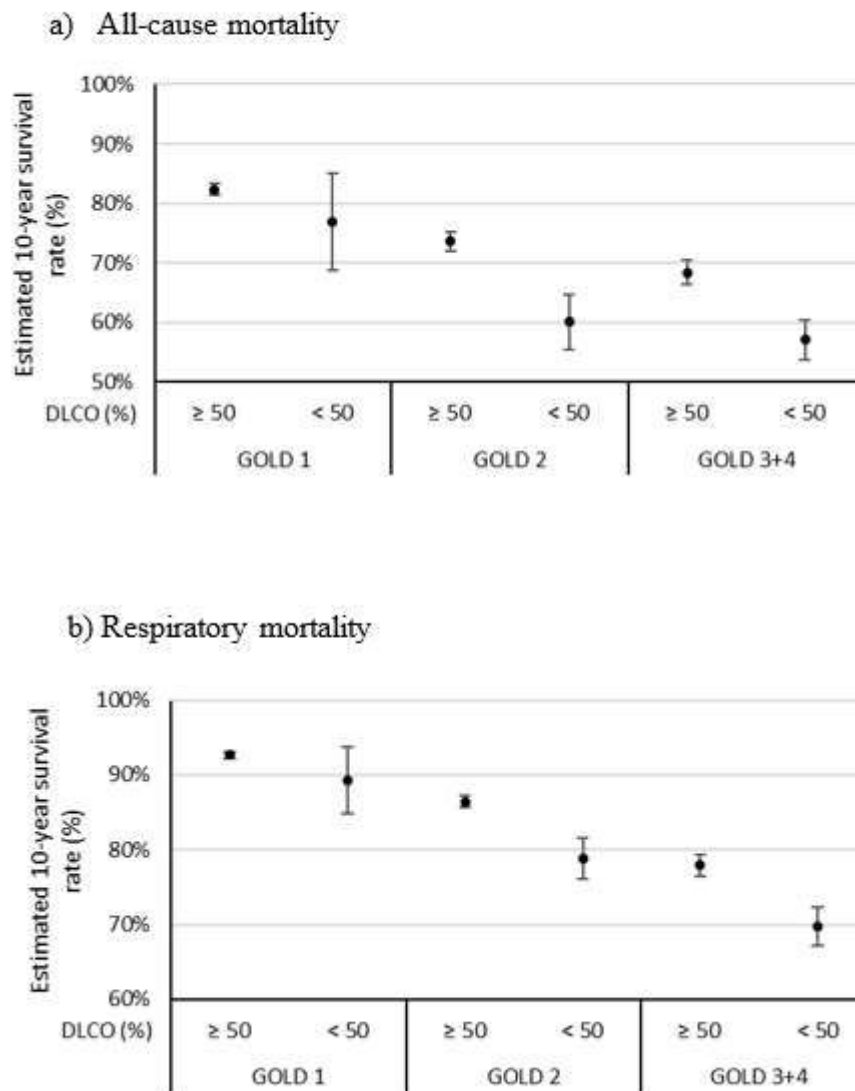 a) All-cause mortality
Estimated 10-year survival
rate (%)
100%
90%
80%
70%
60%
50%
DLCO (%) ≥ 50 < 50 ≥ 50 < 50 ≥ 50 < 50
GOLD 1 GOLD 2 GOLD 3+4
b) Respiratory mortality
Estimated 10-year survival
rate (%)
100%
90%
80%
70%
60%
DLCO (%) ≥ 50 < 50 ≥ 50 < 50 ≥ 50 < 50
GOLD 1 GOLD 2 GOLD 3+4